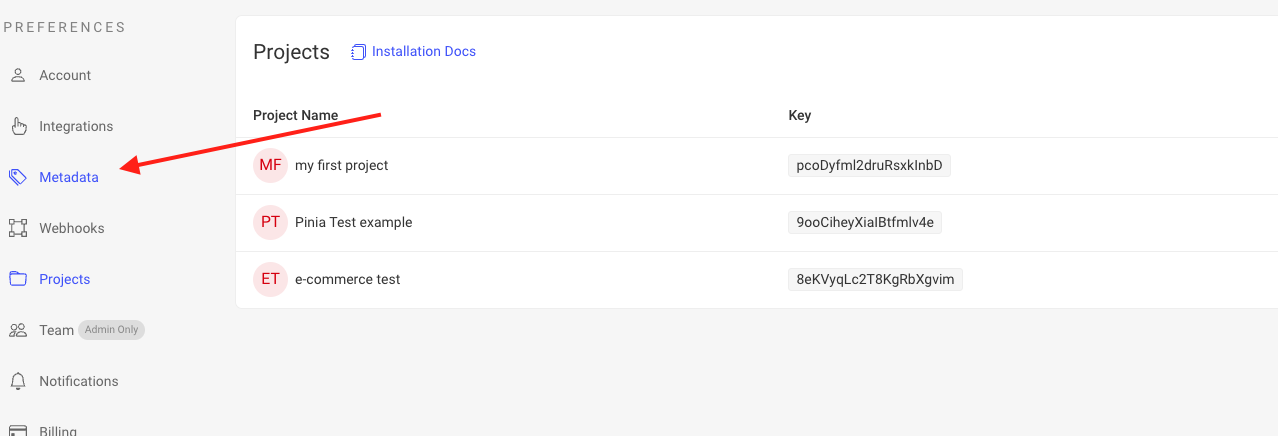 PREFERENCES
Account
Integrations
Metadata
Webhooks
Projects
Team Admin Only
Notifications
Billing
Projects Installation Docs
Project Name Key
MF my first project pcoDyfml2druRsxkInbD
PT Pinia Test example 9ooCiheyXiaIBtfmlv4e
ET e-commerce test 8eKVyqLc2T8KgRbXgvim